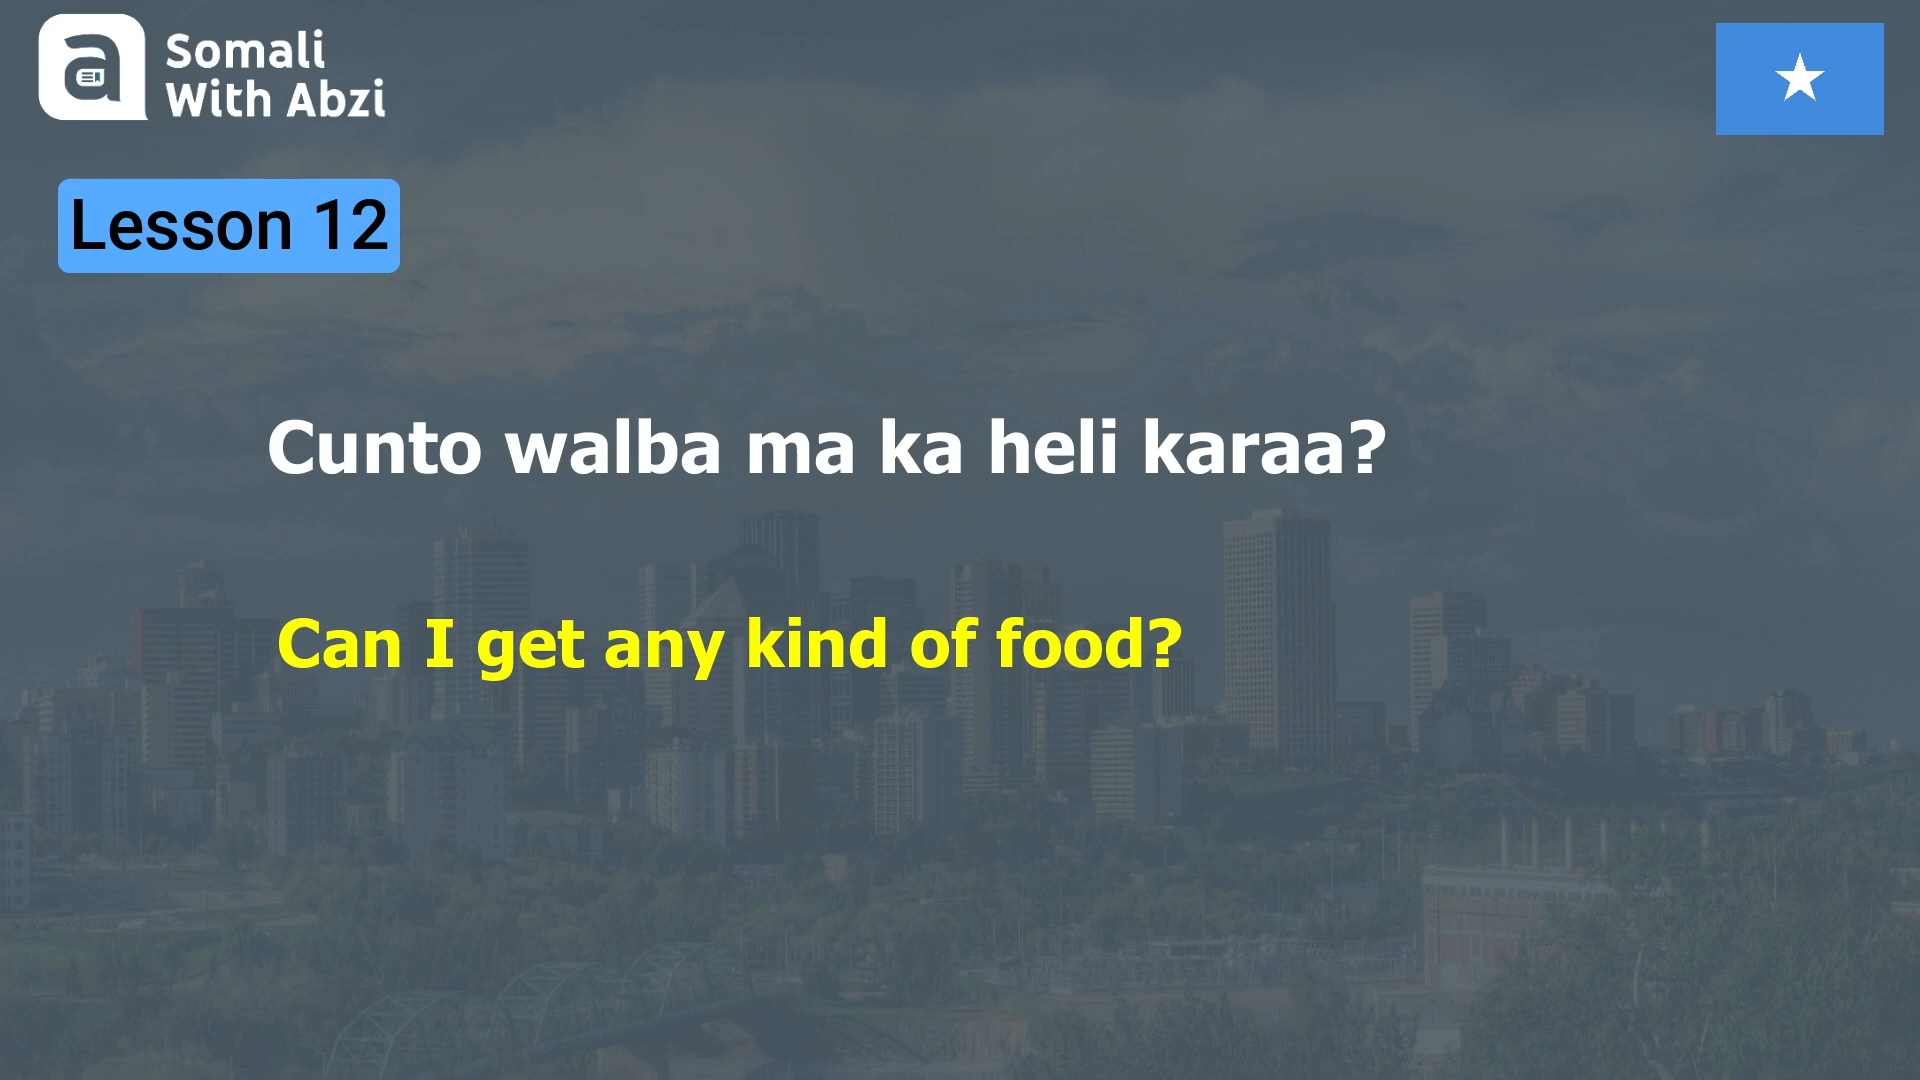 Somali
With Abzi
Lesson 12
Cunto walba ma ka heli karaa?
Can I get any kind of food?